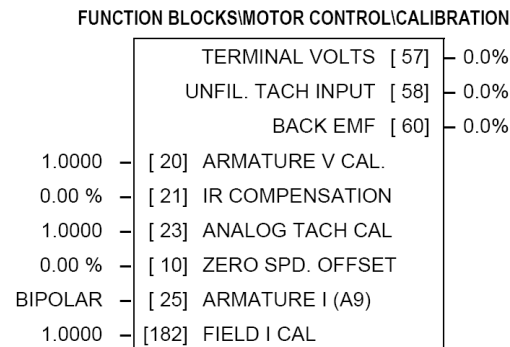 FUNCTION BLOCKS\MOTOR CONTROL\CALIBRATION
TERMINAL VOLTS [ 57] 0.0%
UNFIL. TACH INPUT [ 58] 0.0%
BACK EMF [ 60] 0.0%
1.0000 [ 20] ARMATURE V CAL.
0.00 % [ 21] IR COMPENSATION
1.0000 [ 23] ANALOG TACH CAL
0.00 % [ 10] ZERO SPD. OFFSET
BIPOLAR [ 25] ARMATURE I (A9)
1.0000 [182] FIELD I CAL